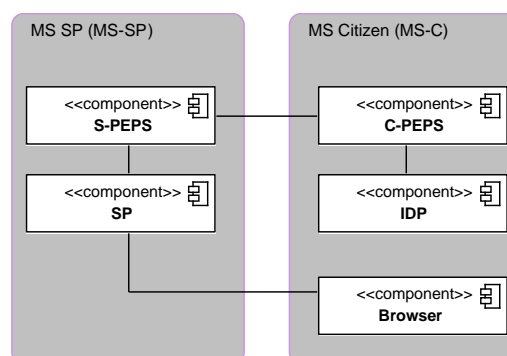 MS SP (MS-SP)
<<component>>
S-PEPS
<<component>>
SP
MS Citizen (MS-C)
<<component>>
C-PEPS
<<component>>
IDP
<<component>>
Browser